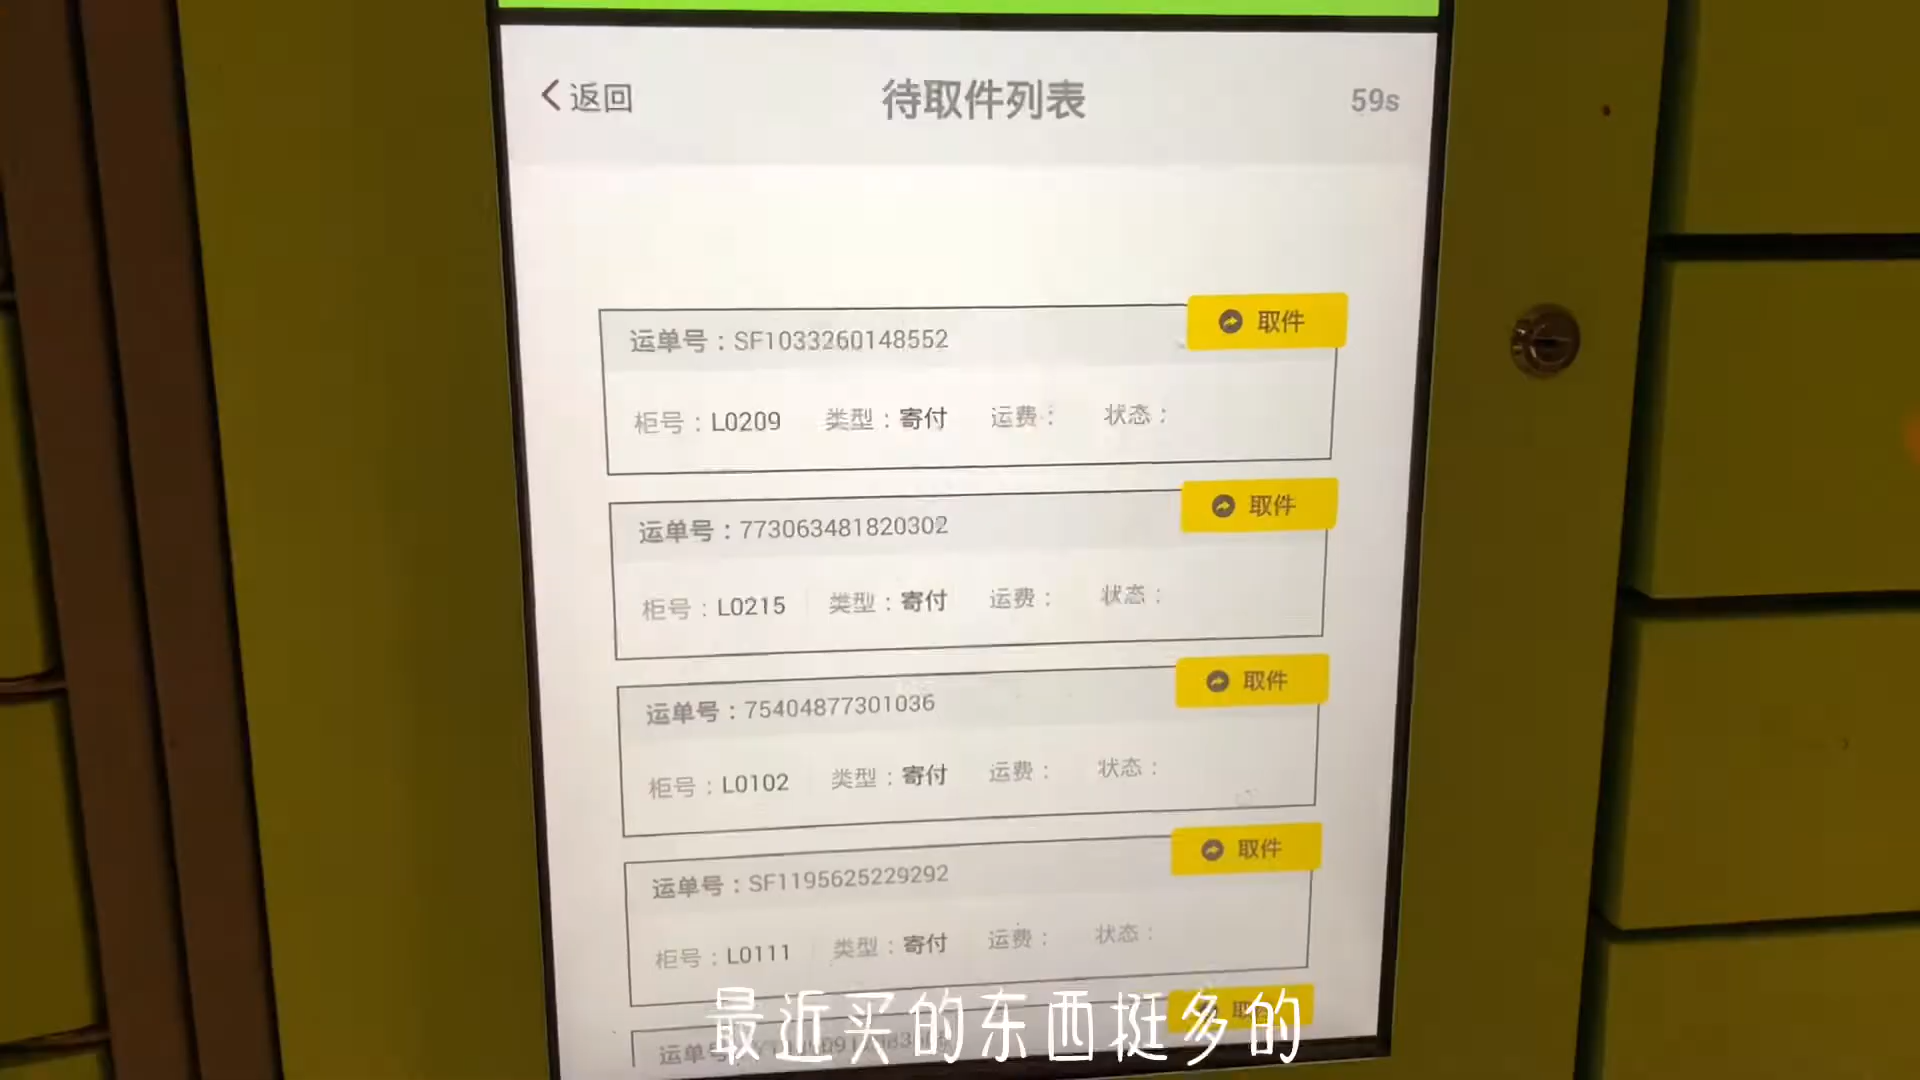 返回
待取件列表
59s
运单号：SF1033260148552
取件
柜号：L0209 类型：寄付 运费： 状态：
运单号：773063481820302
取件
柜号：L0215 类型：寄付 运费： 状态：
运单号：75404877301036
取件
柜号：L0102 类型：寄付 运费： 状态：
运单号：SF1195625229292
取件
柜号：L0111 类型：寄付 运费： 状态：
运单号
最近买的东西挺多的